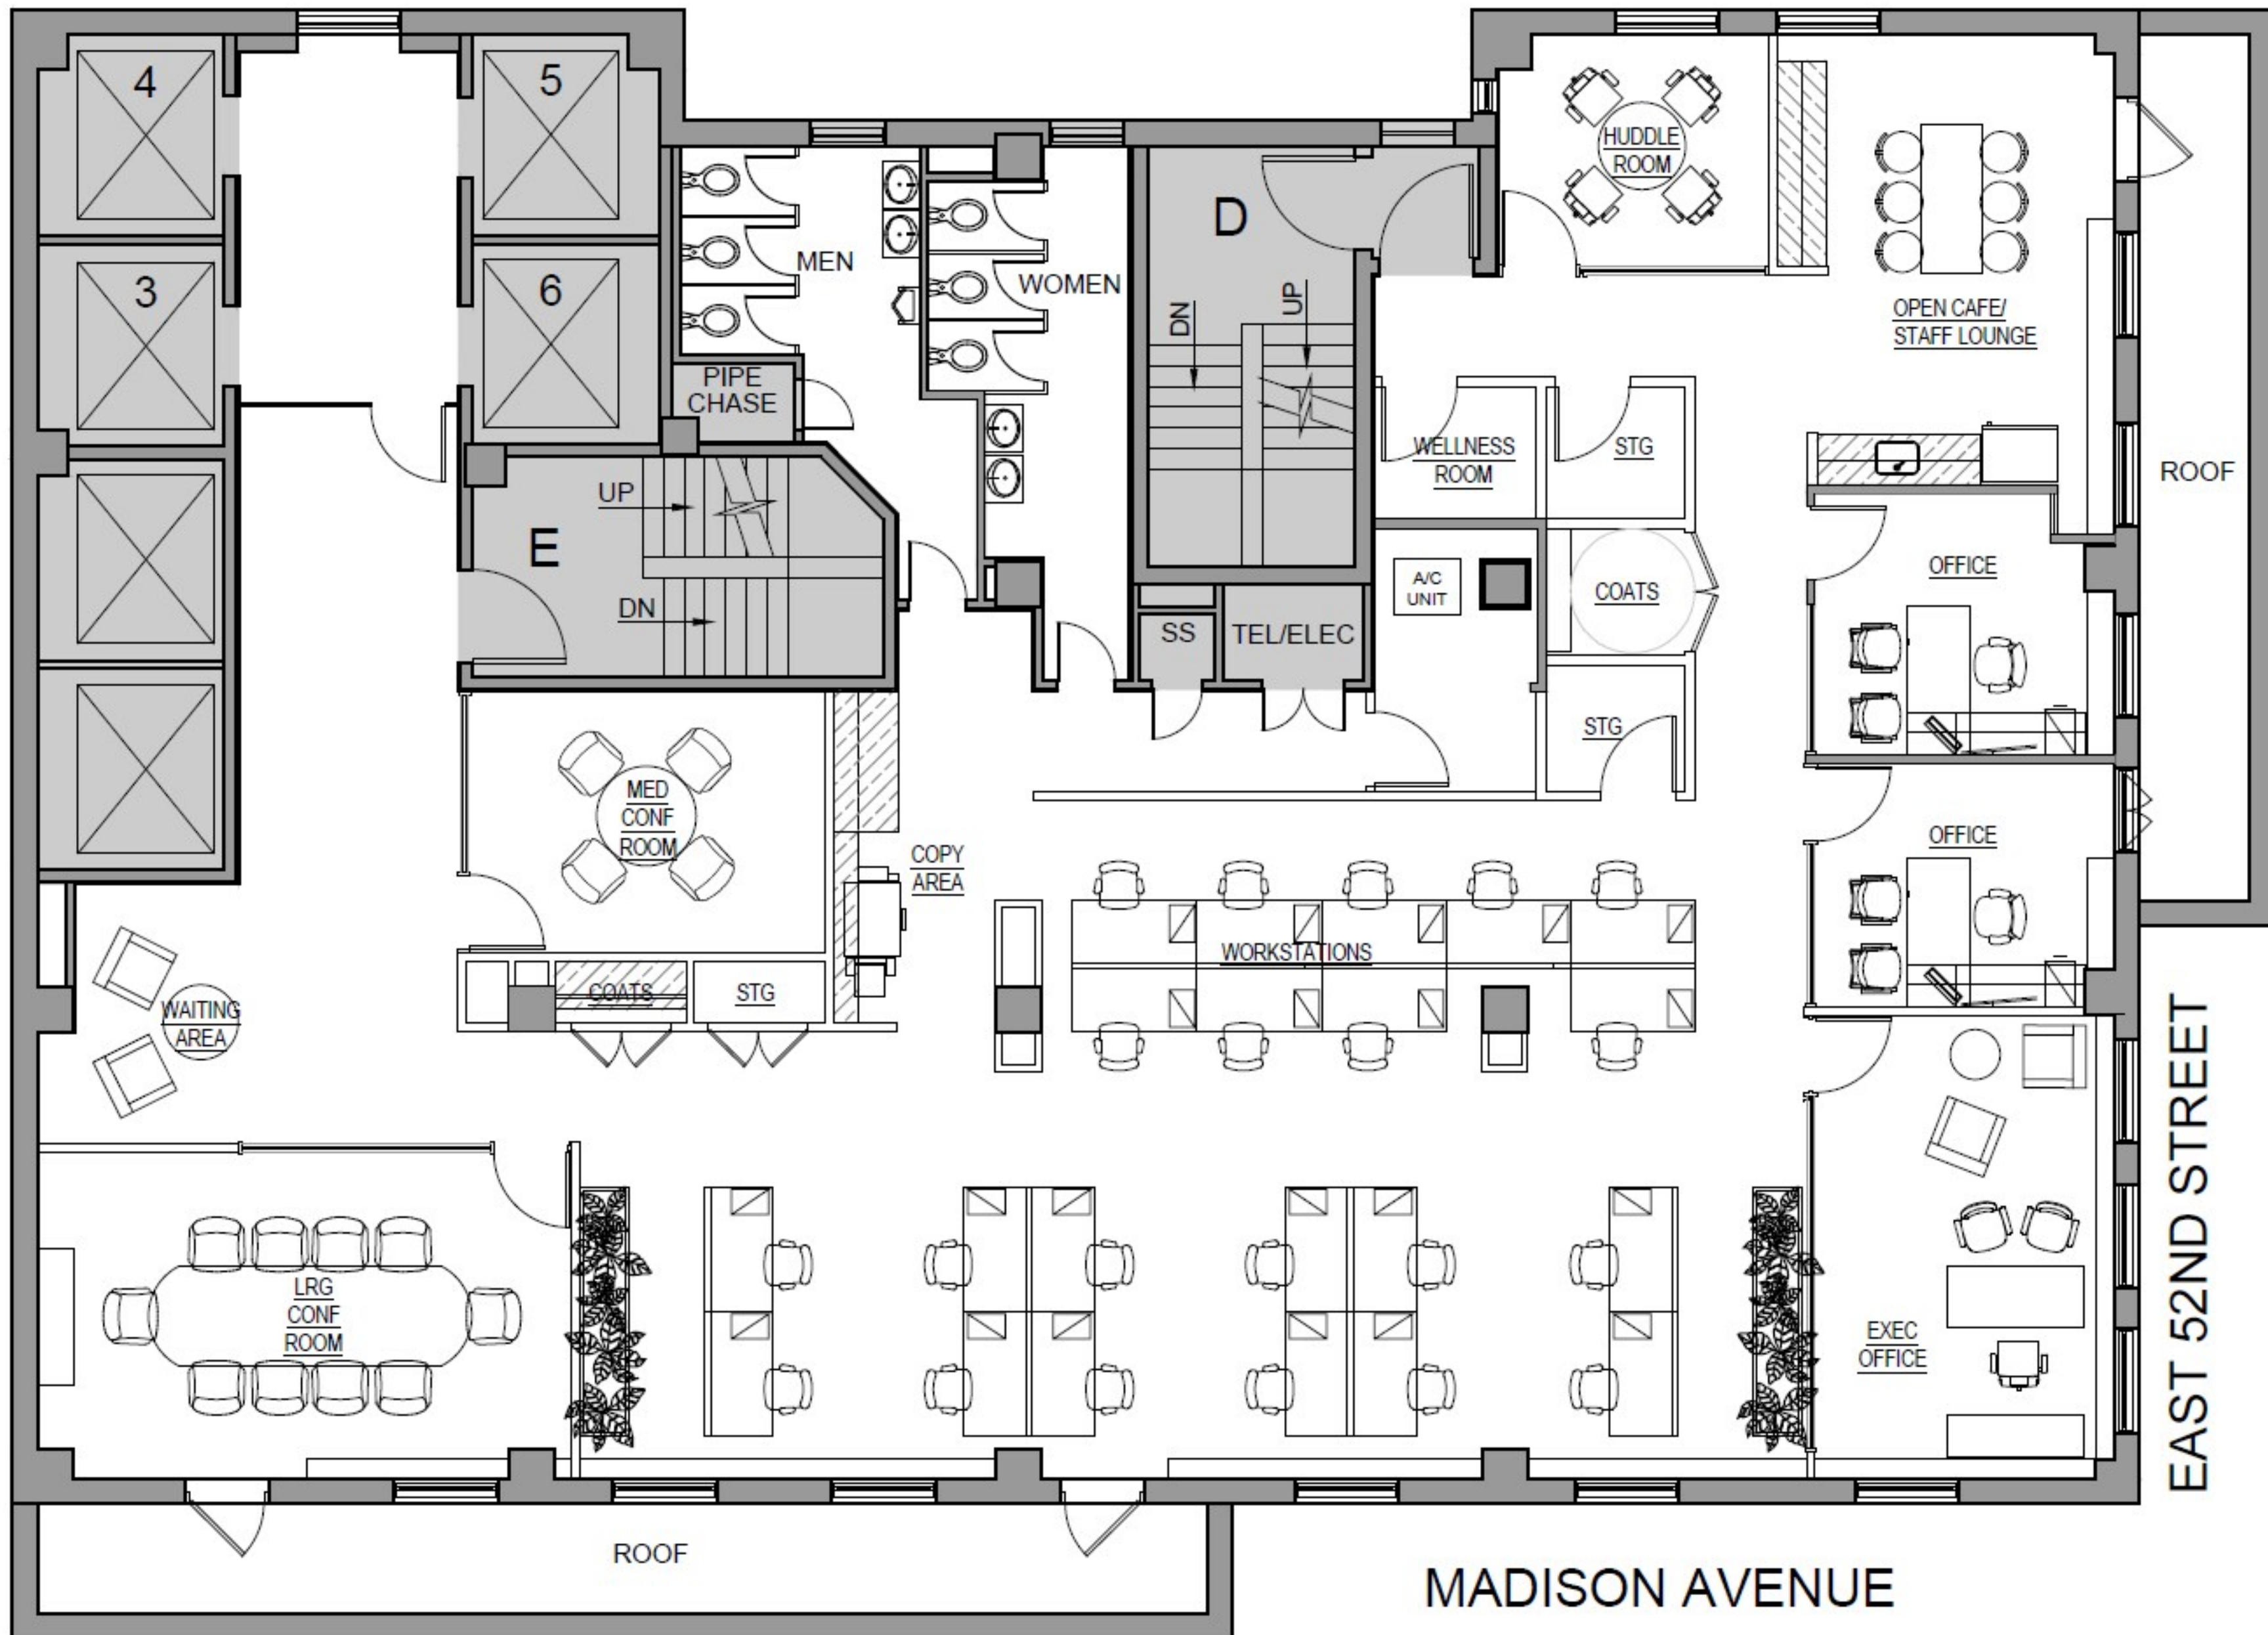 4
5
3
6
MEN
WOMEN
PIPE
CHASE
D
DN
UP
HUDDLE
ROOM
OPEN CAFE/
STAFF LOUNGE
ROOF
WELLNESS
ROOM
STG
E
UP
DN
SS
TEL/ELEC
A/C
UNIT
COATS
STG
OFFICE
OFFICE
MED
CONF
ROOM
COPY
AREA
WORKSTATIONS
COATS
STG
WAITING
AREA
LRG
CONF
ROOM
EXEC
OFFICE
EAST 52ND STREET
ROOF
MADISON AVENUE